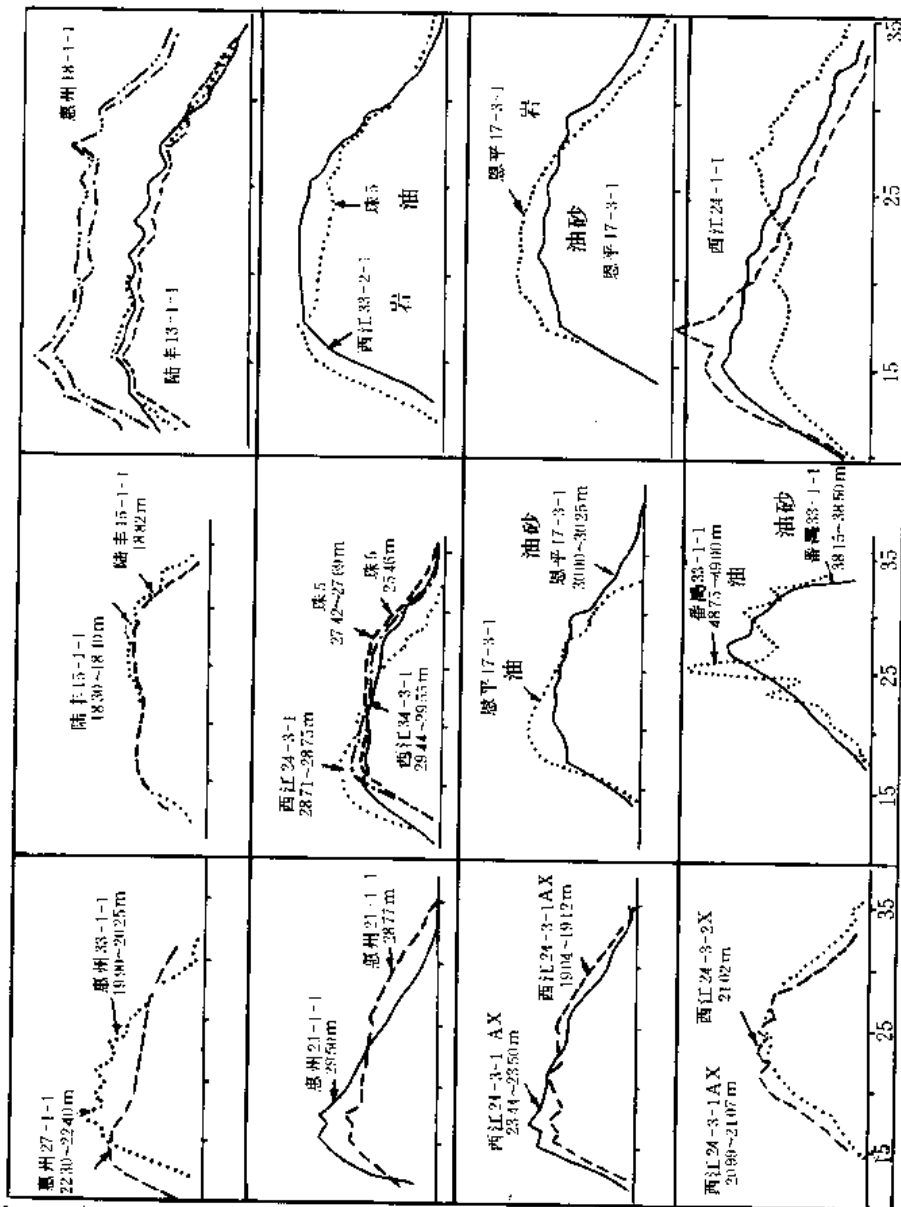 惠州27-1-1
2230~2240m
惠州33-1-1
1990~2025m
陆丰15-1-1
1830~1840m
陆丰15-1-1
1882m
惠州18-1-1
陆丰13-1-1
惠州21-1-1
2950m
惠州21-1-1
2877m
西江24-3-1
2871~2875m
西江34-3-1
2944~2955m
珠5
2742~2769m
珠5
2546m
西江33-2-1
岩
珠5
油
西江24-3-1AX
2344~2350m
西江24-3-1AX
1904~1912m
恩平17-3-1
油
油砂
恩平17-3-1
3000~3025m
恩平17-3-1
岩
油砂
恩平17-3-1
西江24-3-1AX
2099~2107m
西江24-3-2X
2102m
番禺33-1-1
4875~4900m
油
油砂
番禺33-1-1
3815~3850m
西江24-1-1
15 25 35 15 25 35 15 25 35